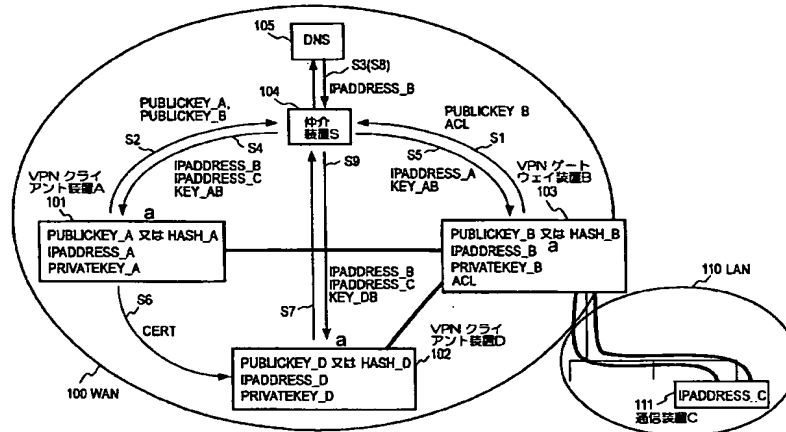 105
DNS
S3(S8)
IPADDRESS_B
104
仲介
装置S
PUBLICKEY_A,
PUBLICKEY_B
S2
S4
IPADDRESS_B
IPADDRESS_C
KEY_AB
PUBLICKEY B
ACL
S1
S5
IPADDRESS_A
KEY_AB
S9
VPN クライ
アント装置A
101
a
PUBLICKEY_A 又は HASH_A
IPADDRESS_A
PRIVATEKEY_A
VPN ゲート
ウェイ装置B
103
PUBLICKEY_B 又は HASH_B
a
IPADDRESS_B
PRIVATEKEY_B
ACL
S6
CERT
S7
IPADDRESS_B
IPADDRESS_C
KEY_DB
a
VPN クライ
アント装置D
102
PUBLICKEY_D 又は HASH_D
IPADDRESS_D
PRIVATEKEY_D
100 WAN
110 LAN
IPADDRESS_C
111
通信装置C